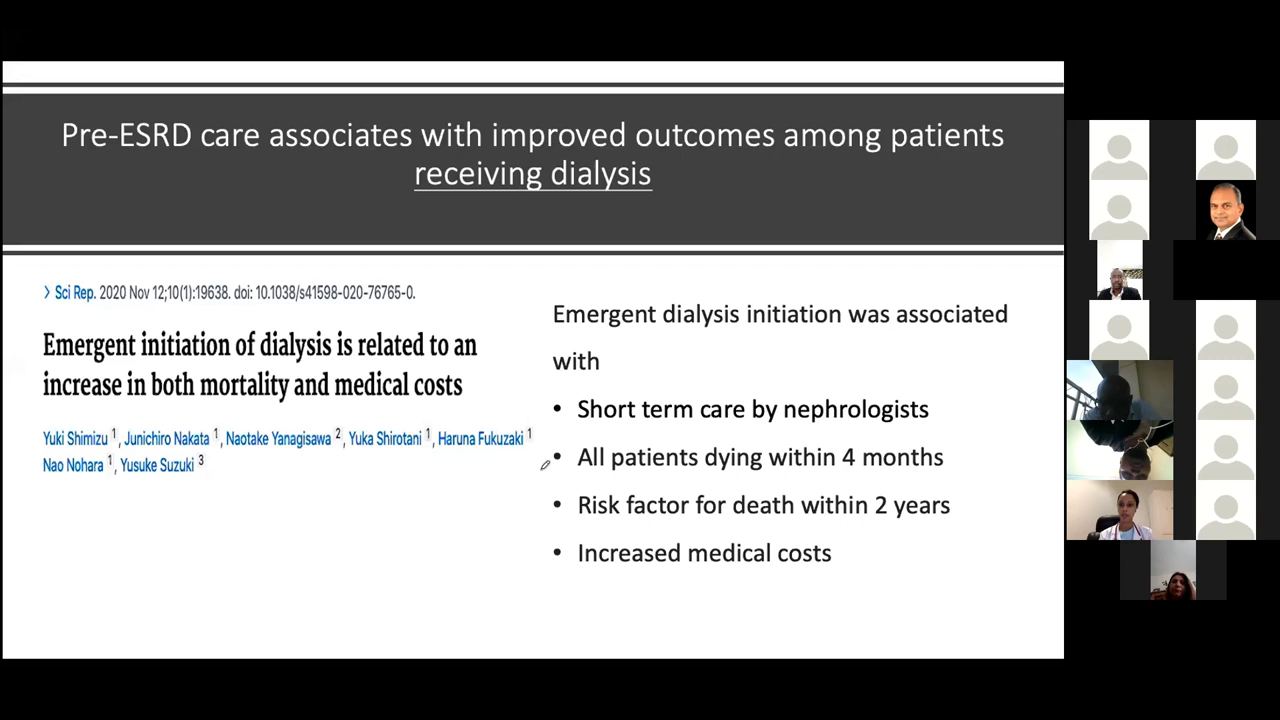 Pre-ESRD care associates with improved outcomes among patients
receiving dialysis
> Sci Rep. 2020 Nov 12;10(1):19638. doi: 10.1038/s41598-020-76765-0.
Emergent initiation of dialysis is related to an
increase in both mortality and medical costs
Yuki Shimizu 1, Junichiro Nakata 1, Naotake Yanagisawa 2, Yuka Shirotani 1, Haruna Fukuzaki 1
Nao Nohara 1, Yusuke Suzuki 3
Emergent dialysis initiation was associated
with
• Short term care by nephrologists
• All patients dying within 4 months
• Risk factor for death within 2 years
• Increased medical costs